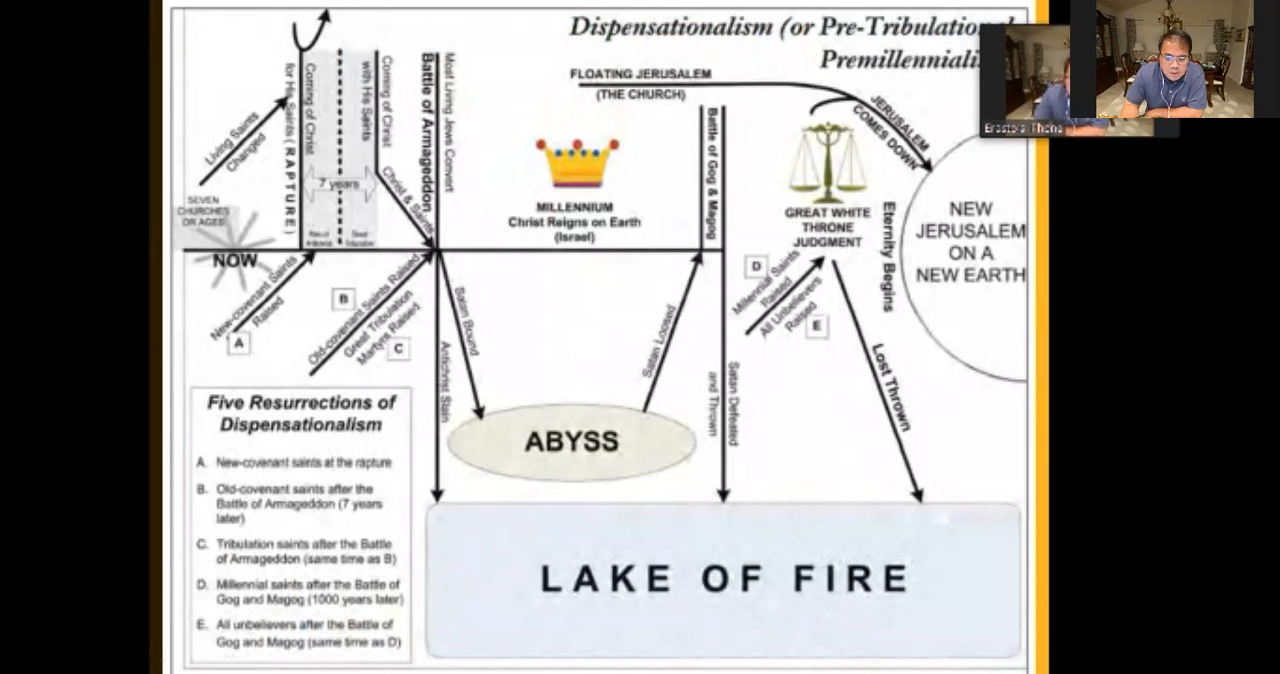 Dispensationalism (or Pre-Tribulational
Premillenniali
Living Saints
Changed
SEVEN
CHURCHES
OR AGES
NOW
Coming of Christ
for His Saints (RAPTURE)
7 years
Coming of Christ
with His Saints
Christ & Saints
Battle of Armageddon
Most Living Jews Convert
FLOATING JERUSALEM
(THE CHURCH)
MILLENNIUM
Christ Reigns on Earth
(Israel)
Battle of Gog & Magog
GREAT WHITE
THRONE
JUDGMENT
JERUSALEM
COMES DOWN
Eternity Begins
NEW
JERUSALEM
ON A
NEW EARTH
New-covenant Saints
Raised
A
B
Old-covenant Saints Raised
Great Tribulation
Martyrs Raised
C
Satan Bound
Antichrist Slain
ABYSS
Satan Loosed
Satan Defeated
and Thrown
D
Millennial Saints
Raised
All Unbelievers
Raised
E
Lost Thrown
LAKE OF FIRE
Five Resurrections of
Dispensationalism
A. New-covenant saints at the rapture
B. Old-covenant saints after the
Battle of Armageddon (7 years
later)
C. Tribulation saints after the Battle
of Armageddon (same time as B)
D. Millennial saints after the Battle of
Gog and Magog (1000 years later)
E. All unbelievers after the Battle of
Gog and Magog (same time as D)